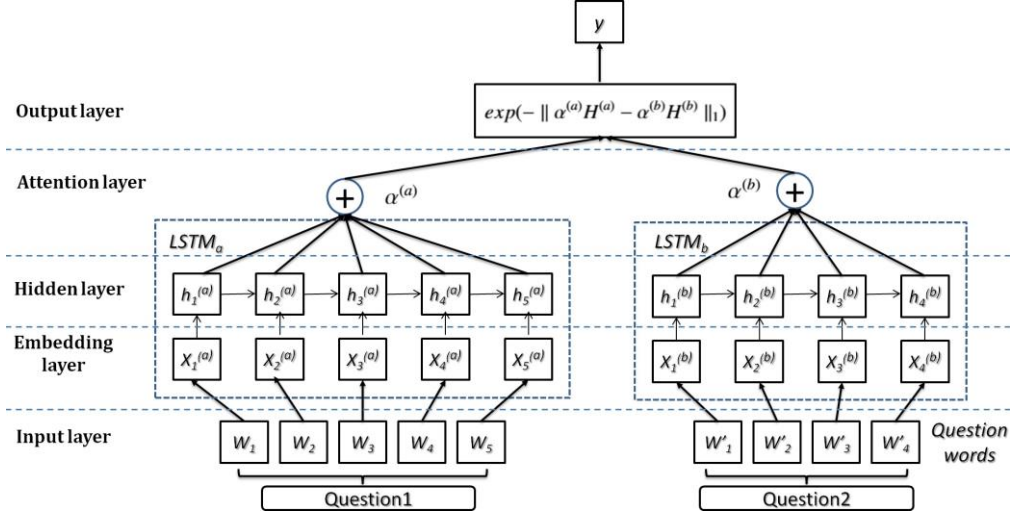 y
Output layer
exp(− ‖ α(a)H(a) − α(b)H(b) ‖1)
Attention layer
+ α(a)
α(b) +
LSTMa
LSTMb
Hidden layer
h1(a) h2(a) h3(a) h4(a) h5(a)
h1(b) h2(b) h3(b) h4(b)
Embedding
layer
X1(a) X2(a) X3(a) X4(a) X5(a)
X1(b) X2(b) X3(b) X4(b)
Input layer
W1 W2 W3 W4 W5
W'1 W'2 W'3 W'4
Question
words
Question1
Question2